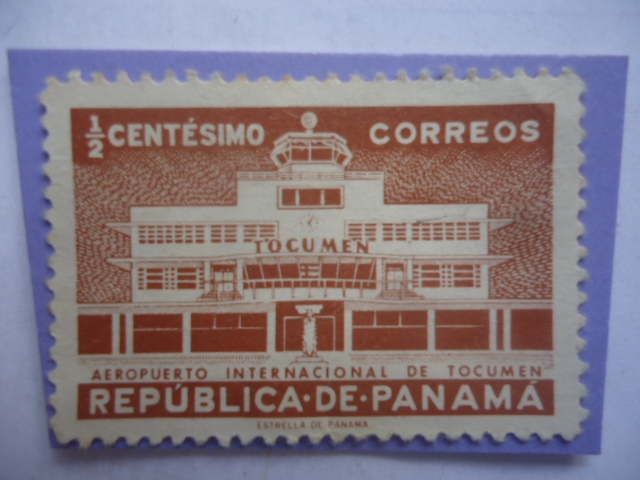 ½ CENTÉSIMO CORREOS
TOCUMEN
AEROPUERTO INTERNACIONAL DE TOCUMEN
REPÚBLICA·DE·PANAMÁ
ESTRELLA DE PANAMA